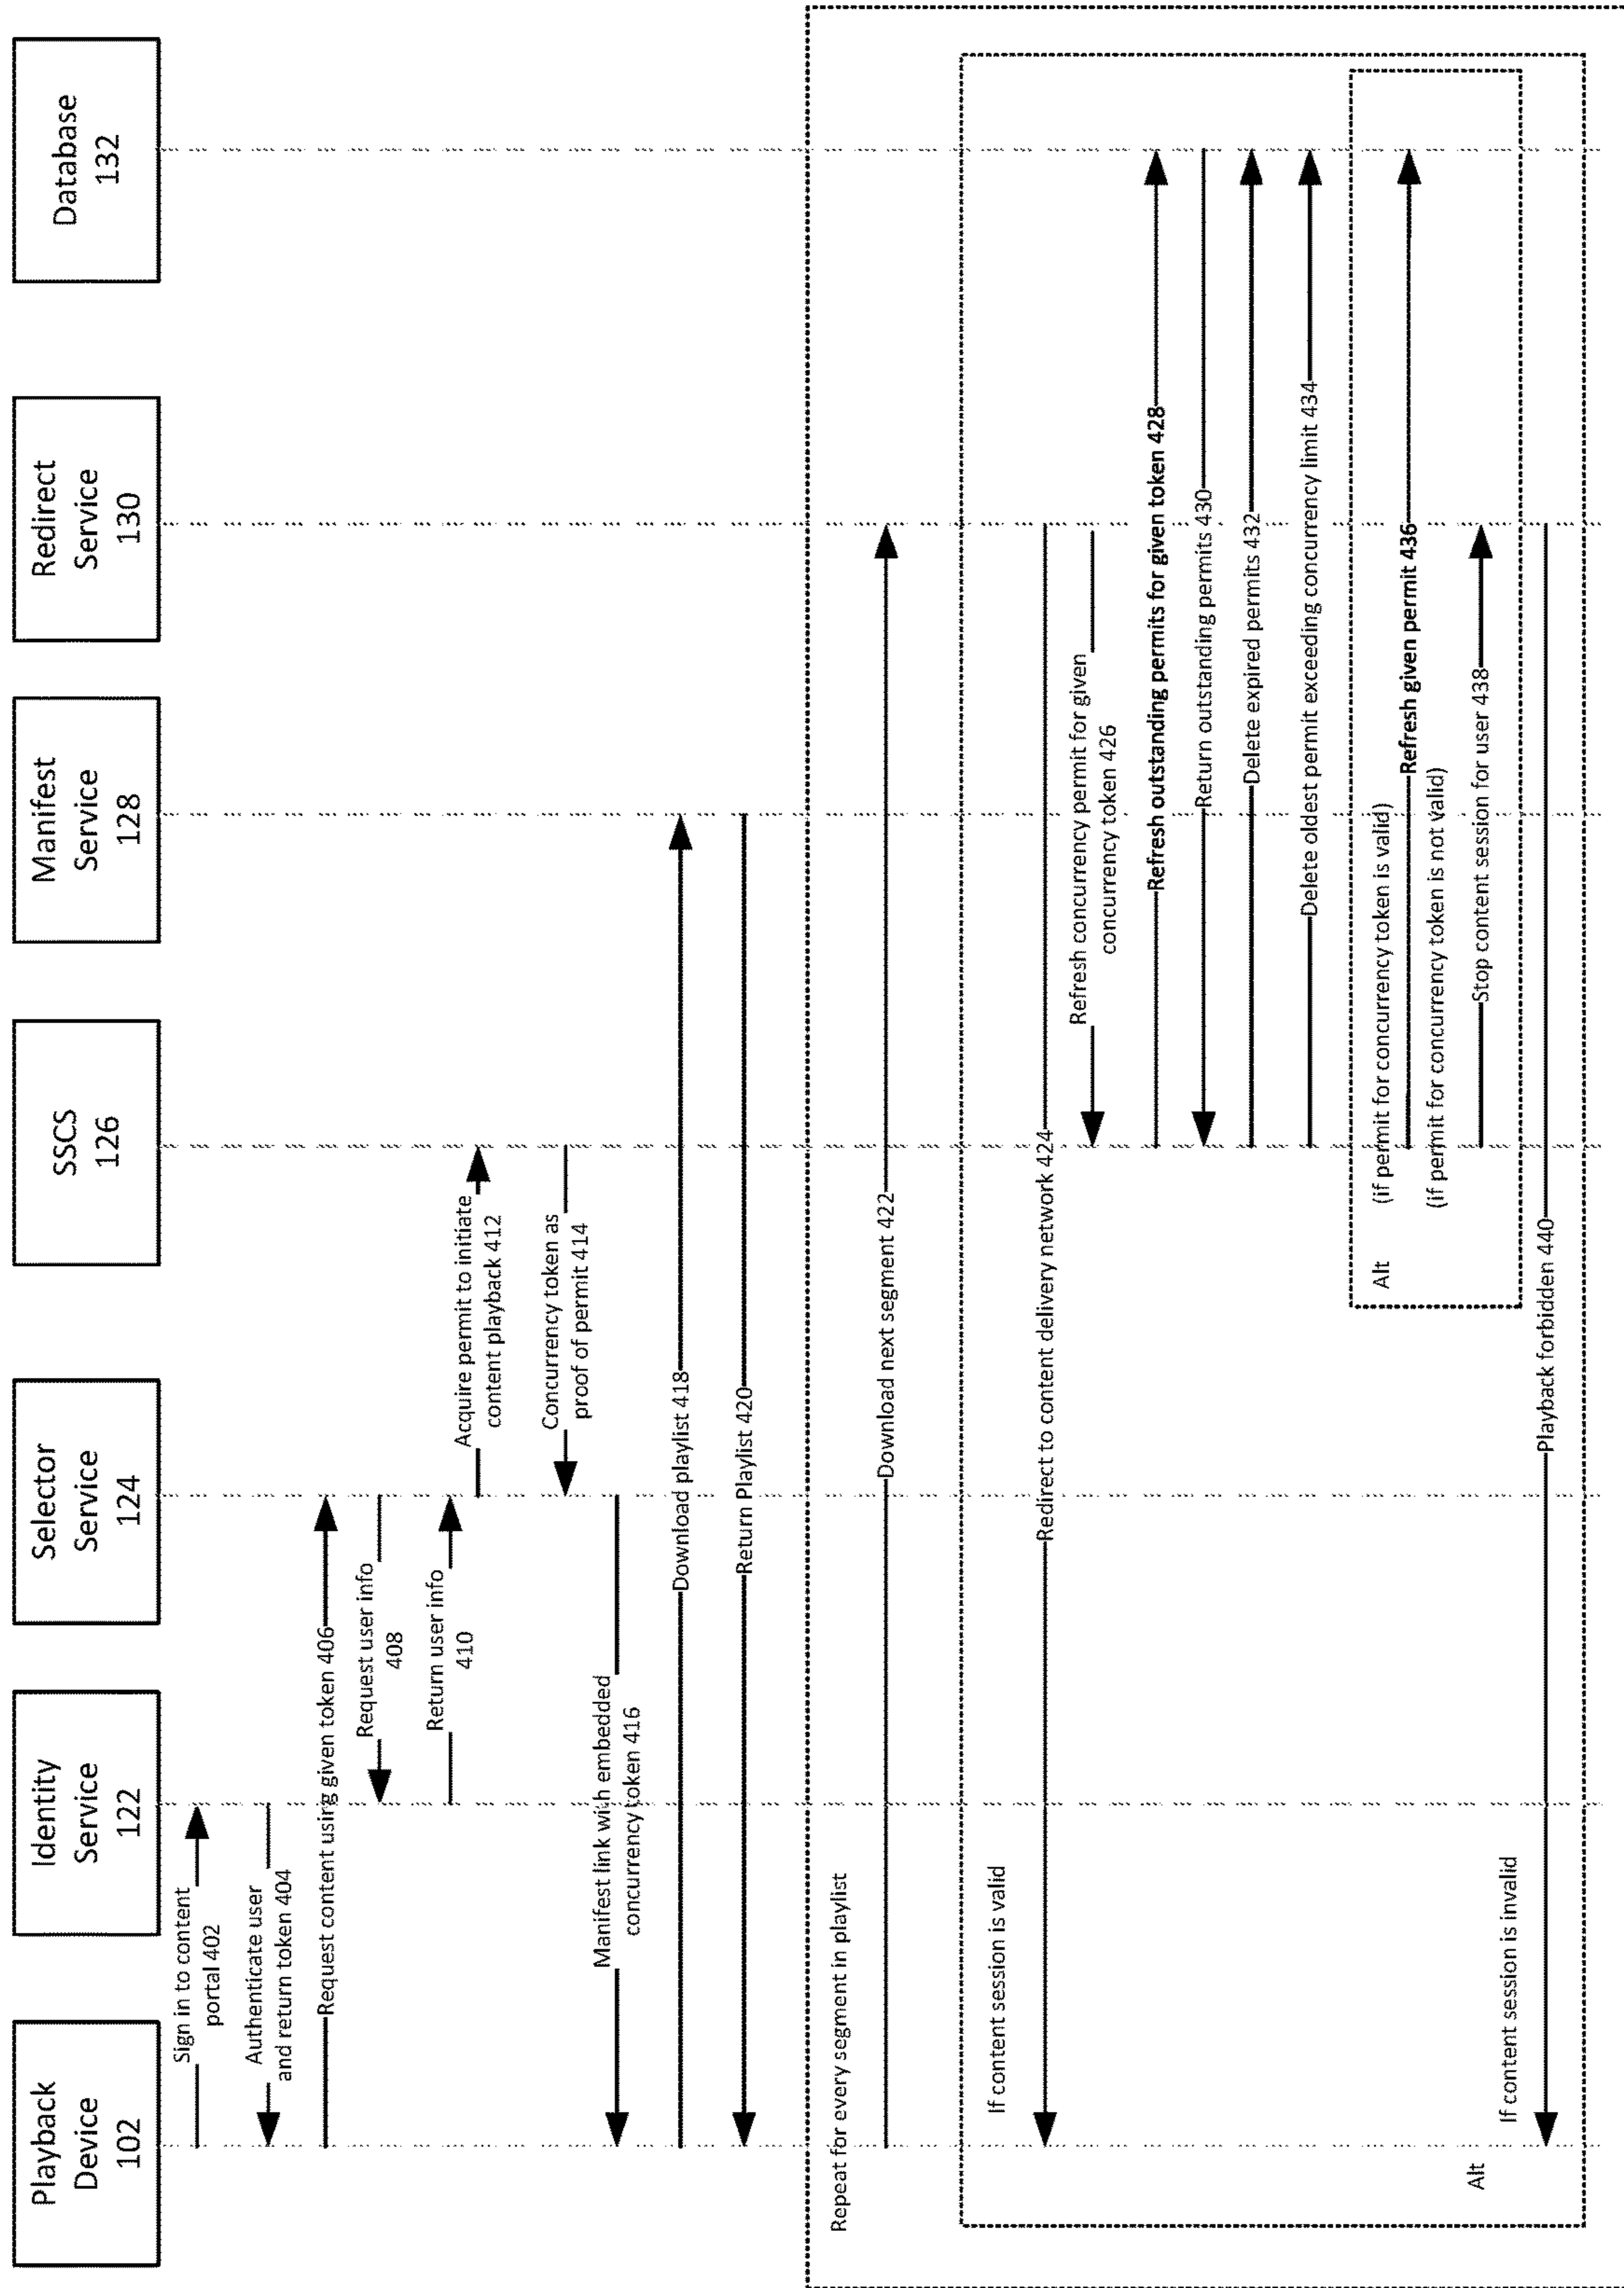 Playback
Device
102
Identity
Service
122
Selector
Service
124
SSCS
126
Manifest
Service
128
Redirect
Service
130
Database
132
Sign in to content
portal 402
Authenticate user
and return token 404
Request content using given token 406
Request user info
408
Return user info
410
Acquire permit to initiate
content playback 412
Concurrency token as
proof of permit 414
Manifest link with embedded
concurrency token 416
Download playlist 418
Return Playlist 420
Repeat for every segment in playlist
Download next segment 422
If content session is valid
Redirect to content delivery network 424
Refresh concurrency permit for given
concurrency token 426
Refresh outstanding permits for given token 428
Return outstanding permits 430
Delete expired permits 432
Delete oldest permit exceeding concurrency limit 434
Alt
(if permit for concurrency token is valid)
Refresh given permit 436
(if permit for concurrency token is not valid)
Stop content session for user 438
Alt
If content session is invalid
Playback forbidden 440